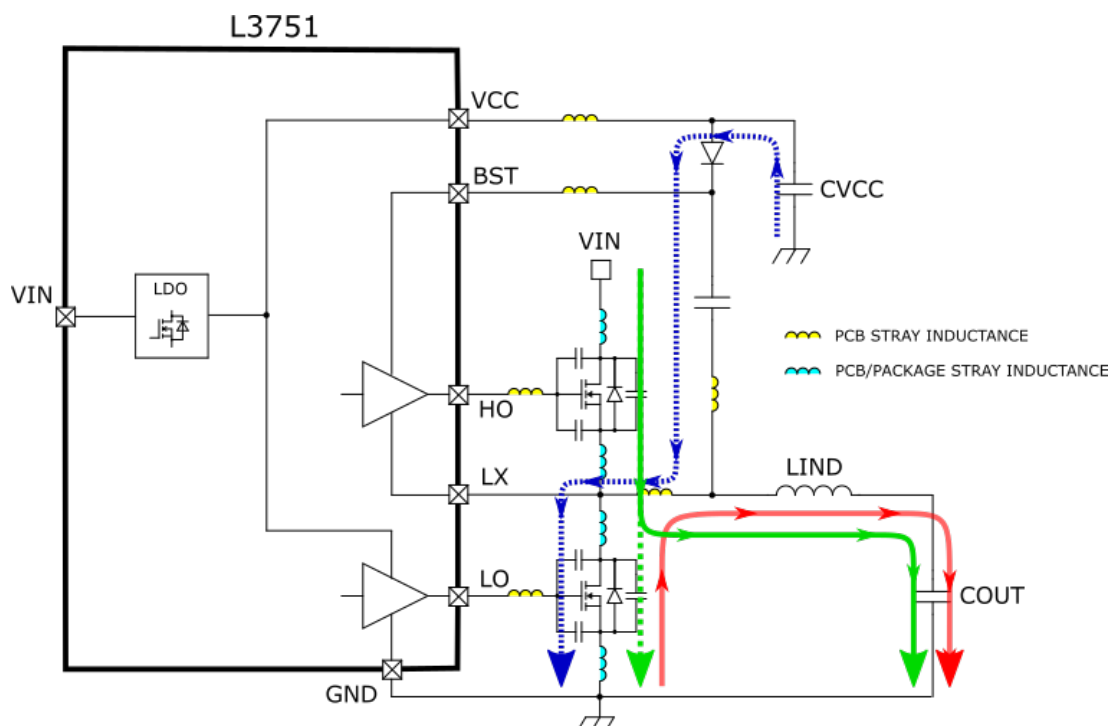 L3751
VCC
BST
CVCC
VIN
VIN
LDO
PCB STRAY INDUCTANCE
PCB/PACKAGE STRAY INDUCTANCE
HO
LX
LIND
LO
COUT
GND